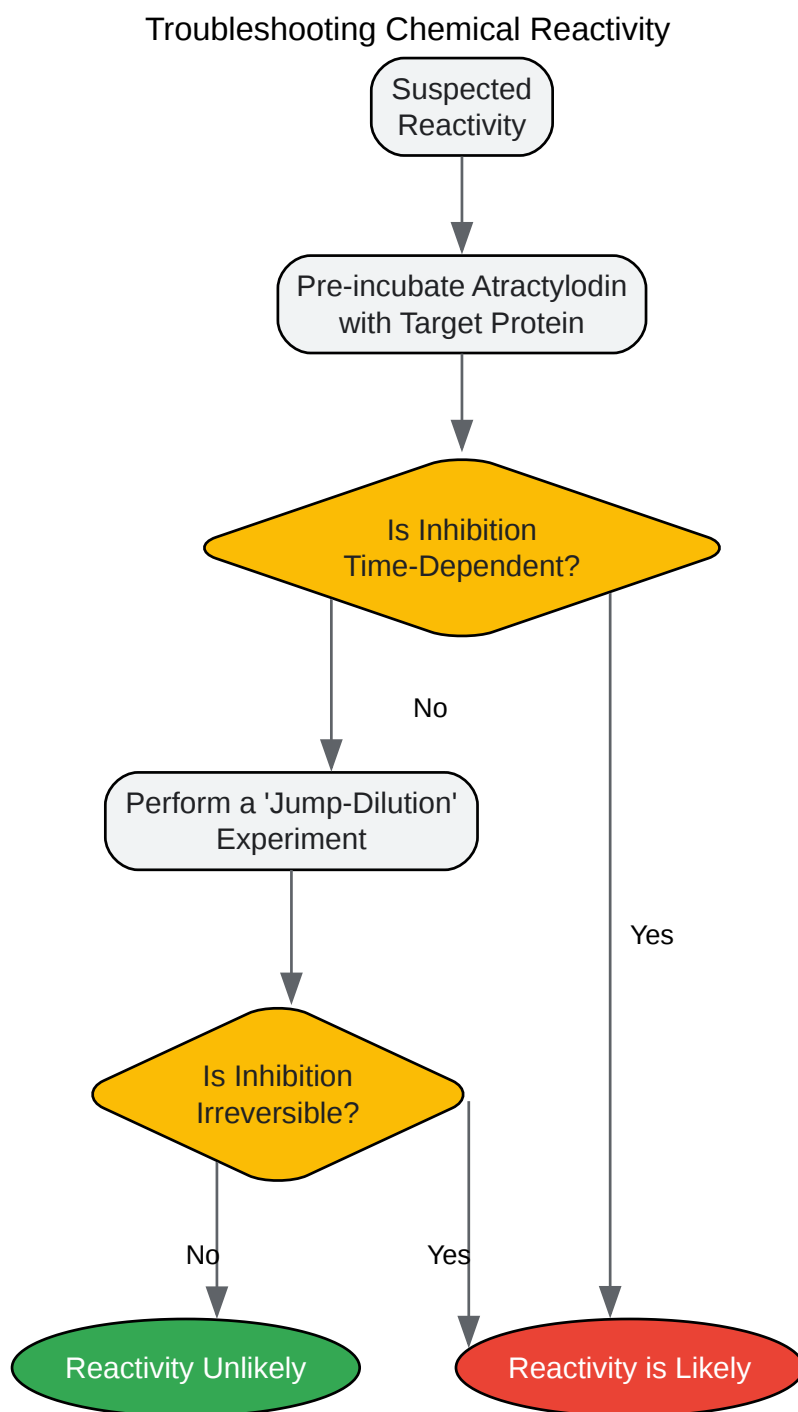 Troubleshooting Chemical Reactivity
Suspected
Reactivity
Pre-incubate Atractylodin
with Target Protein
Is Inhibition
Time-Dependent?
No
Perform a 'Jump-Dilution'
Experiment
Yes
Is Inhibition
Irreversible?
No
Yes
Reactivity Unlikely
Reactivity is Likely